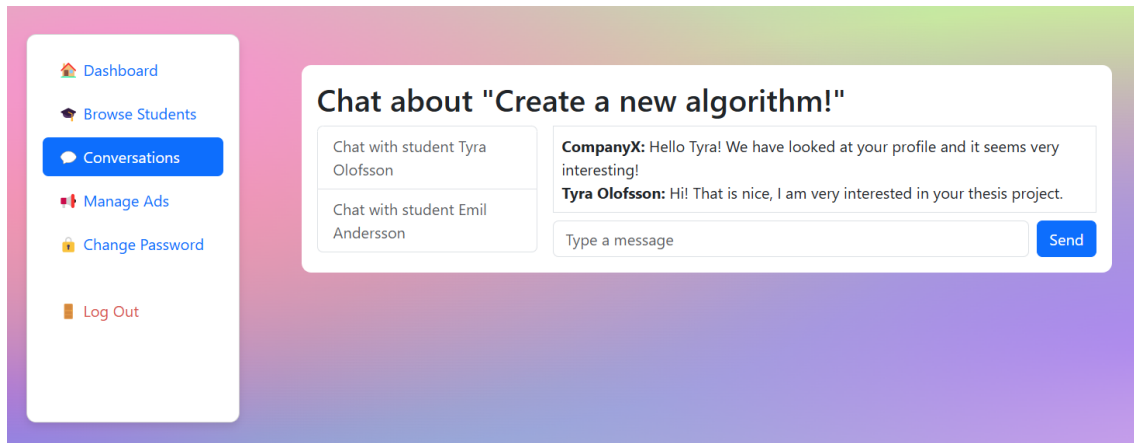 Dashboard
Browse Students
Conversations
Manage Ads
Change Password
Log Out
Chat about "Create a new algorithm!"
Chat with student Tyra
Olofsson
Chat with student Emil
Andersson
CompanyX: Hello Tyra! We have looked at your profile and it seems very
interesting!
Tyra Olofsson: Hi! That is nice, I am very interested in your thesis project.
Type a message
Send